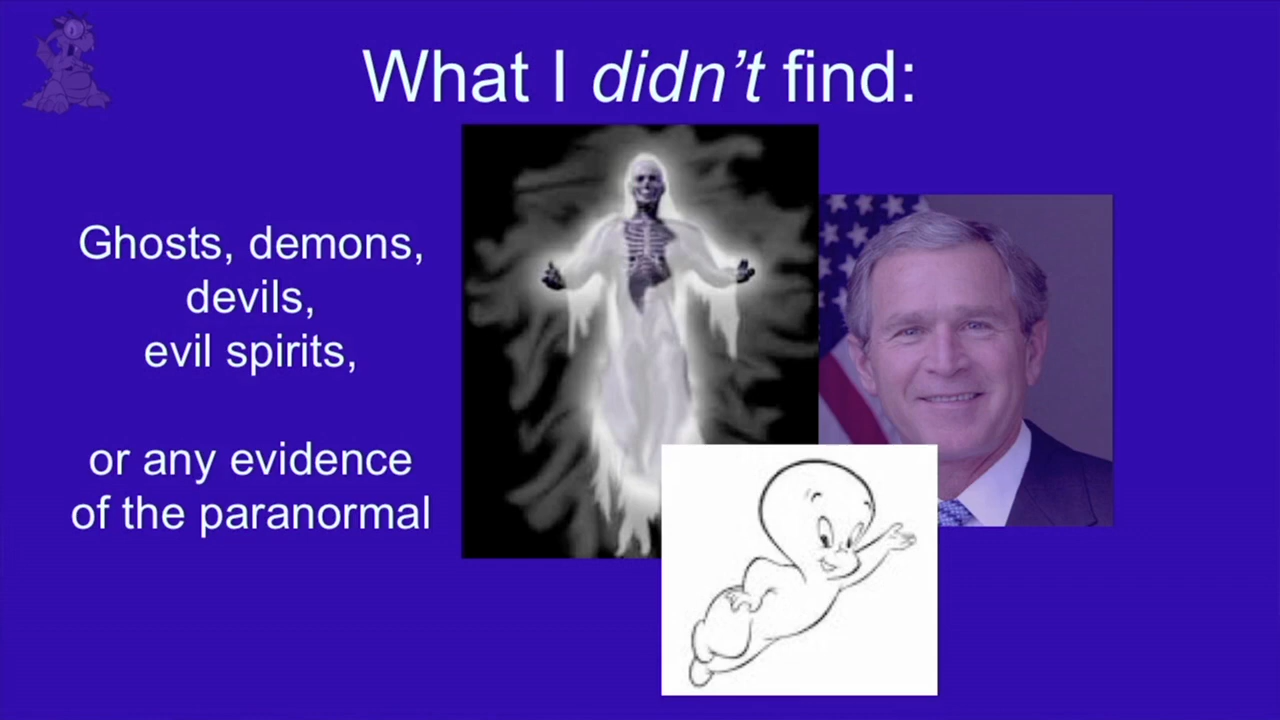 What I didn’t find:
Ghosts, demons,
devils,
evil spirits,
or any evidence
of the paranormal